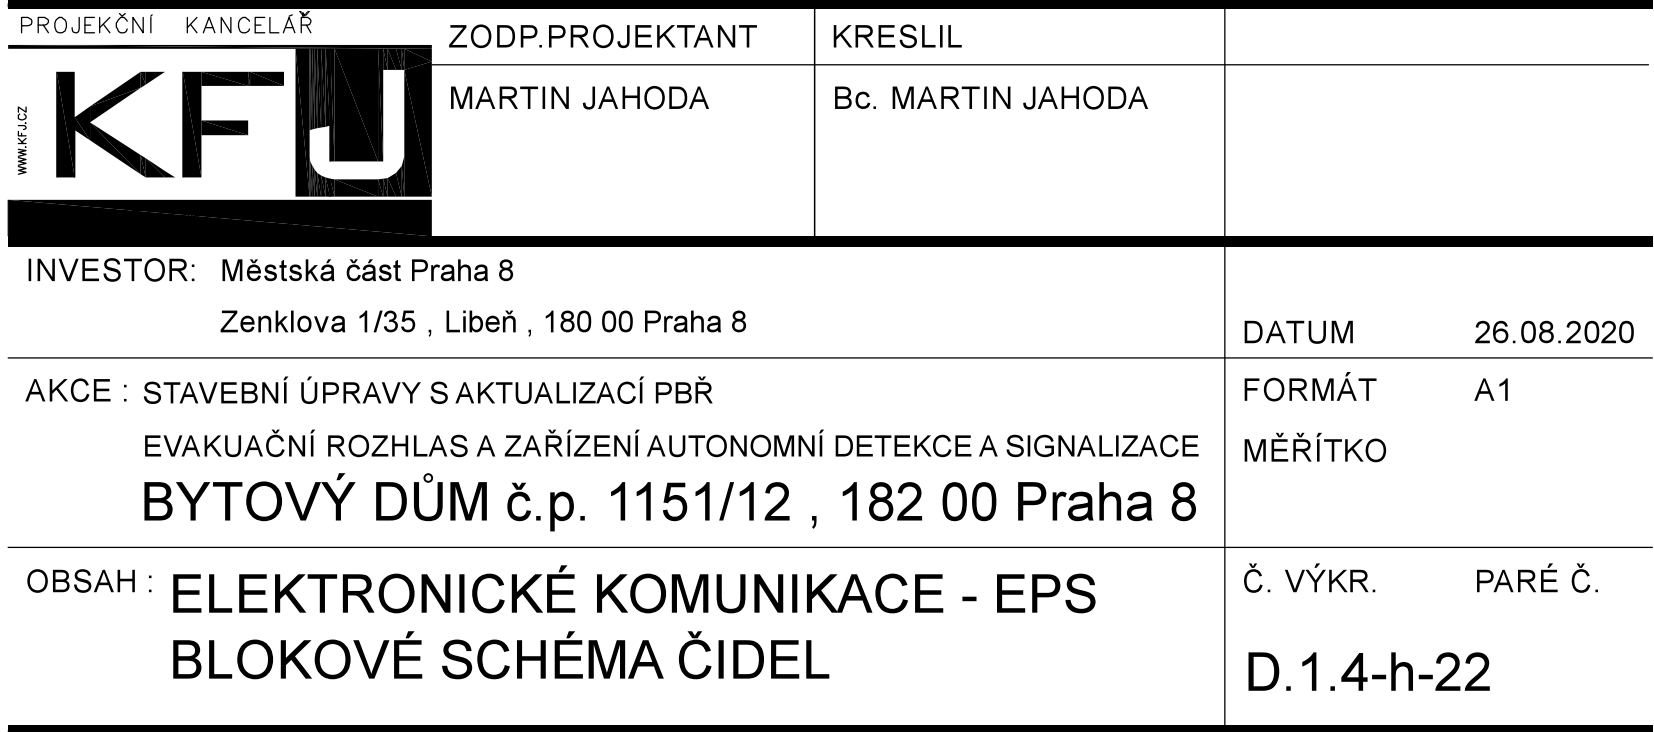 PROJEKČNÍ KANCELÁŘ
WWW.KFJ.CZ
KFJ
ZODP.PROJEKTANT
KRESLIL
MARTIN JAHODA
Bc. MARTIN JAHODA
INVESTOR: Městská část Praha 8
Zenklova 1/35 , Libeň , 180 00 Praha 8
DATUM 26.08.2020
AKCE : STAVEBNÍ ÚPRAVY S AKTUALIZACÍ PBŘ
EVAKUAČNÍ ROZHLAS A ZAŘÍZENÍ AUTONOMNÍ DETEKCE A SIGNALIZACE
BYTOVÝ DŮM č.p. 1151/12 , 182 00 Praha 8
FORMÁT A1
MĚŘÍTKO
OBSAH : ELEKTRONICKÉ KOMUNIKACE - EPS
BLOKOVÉ SCHÉMA ČIDEL
Č. VÝKR. PARÉ Č.
D.1.4-h-22